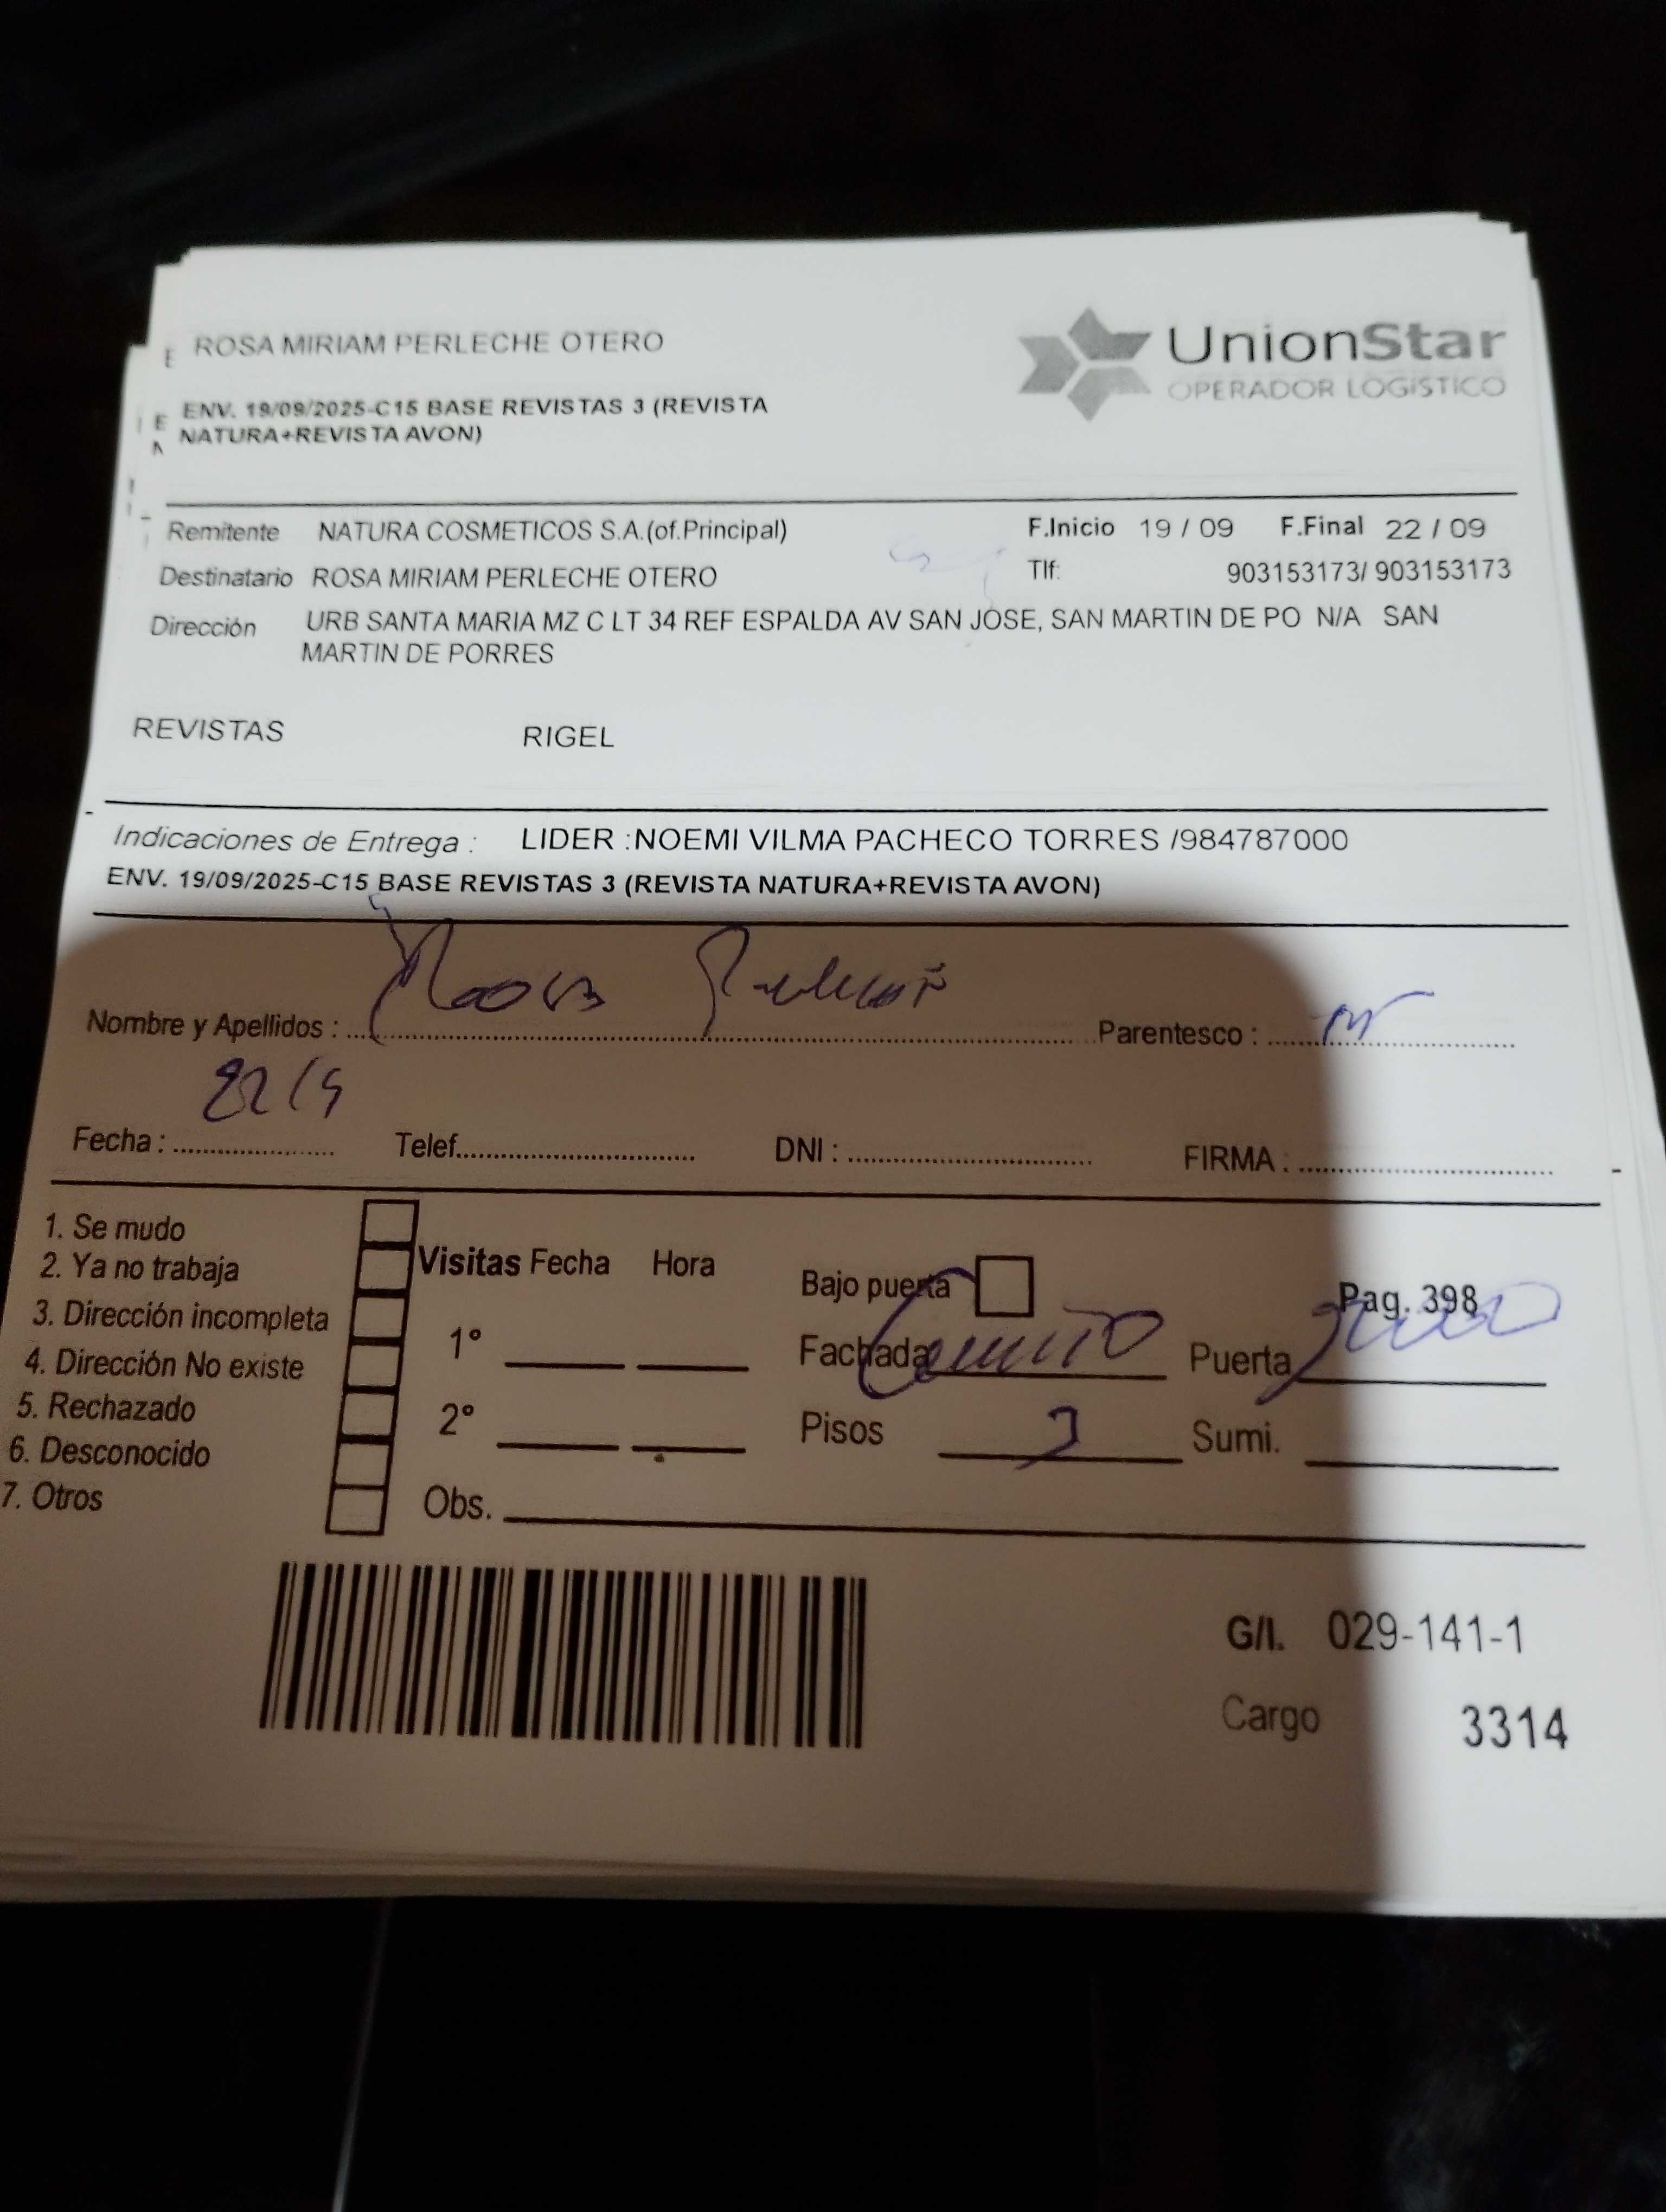 ROSA MIRIAM PERLECHE OTERO
UnionStar
OPERADOR LOGÍSTICO
ENV. 19/09/2025-C15 BASE REVISTAS 3 (REVISTA
NATURA+REVISTA AVON)
Remitente NATURA COSMETICOS S.A.(of.Principal) F.Inicio 19 / 09 F.Final 22 / 09
Destinatario ROSA MIRIAM PERLECHE OTERO Tlf: 903153173/ 903153173
Dirección URB SANTA MARIA MZ C LT 34 REF ESPALDA AV SAN JOSE, SAN MARTIN DE PO N/A SAN
MARTIN DE PORRES
REVISTAS RIGEL
Indicaciones de Entrega : LIDER :NOEMI VILMA PACHECO TORRES /984787000
ENV. 19/09/2025-C15 BASE REVISTAS 3 (REVISTA NATURA+REVISTA AVON)
Nombre y Apellidos : Rosa Parentesco :
22/9
Fecha : Telef. DNI : FIRMA :
1. Se mudo
2. Ya no trabaja
3. Dirección incompleta
4. Dirección No existe
5. Rechazado
6. Desconocido
7. Otros
Visitas Fecha Hora
1°
2°
Obs.
Bajo puerta Pag. 398
Fachada Puerta
Pisos Sumi.
G/I. 029-141-1
Cargo 3314